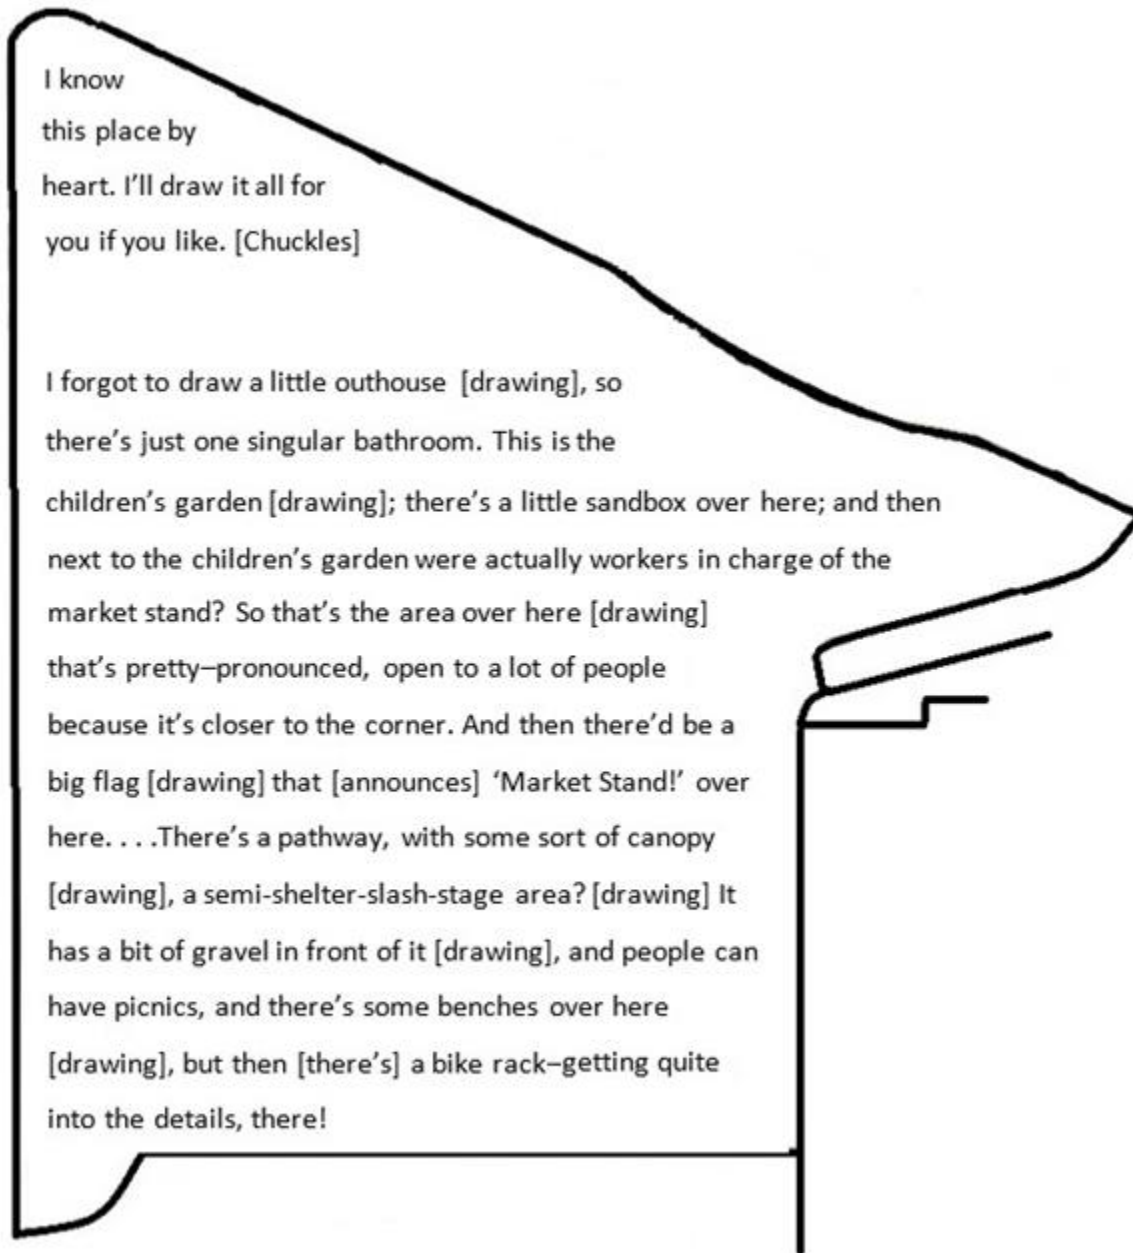 I know
this place by
heart. I’ll draw it all for
you if you like. [Chuckles]
I forgot to draw a little outhouse [drawing], so
there’s just one singular bathroom. This is the
children’s garden [drawing]; there’s a little sandbox over here; and then
next to the children’s garden were actually workers in charge of the
market stand? So that’s the area over here [drawing]
that’s pretty–pronounced, open to a lot of people
because it’s closer to the corner. And then there’d be a
big flag [drawing] that [announces] ‘Market Stand!’ over
here. . . .There’s a pathway, with some sort of canopy
[drawing], a semi-shelter-slash-stage area? [drawing] It
has a bit of gravel in front of it [drawing], and people can
have picnics, and there’s some benches over here
[drawing], but then [there’s] a bike rack–getting quite
into the details, there!